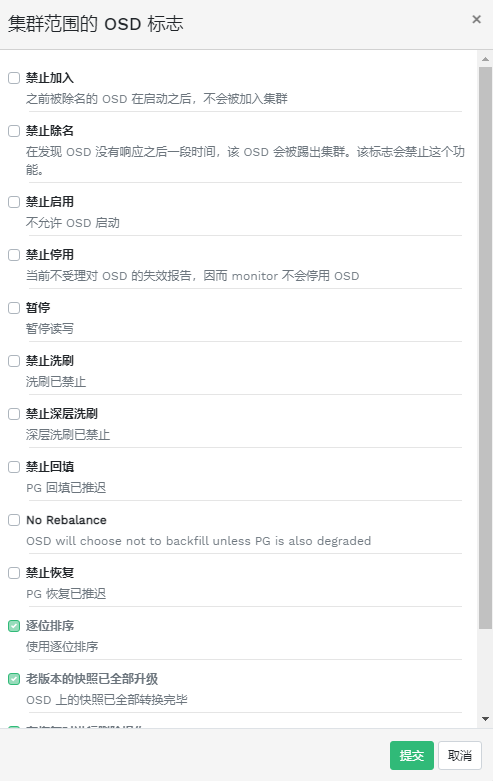 集群范围的 OSD 标志
×
禁止加入
之前被除名的 OSD 在启动之后，不会被加入集群
禁止除名
在发现 OSD 没有响应之后一段时间，该 OSD 会被踢出集群。该标志会禁止这个功
能。
禁止启用
不允许 OSD 启动
禁止停用
当前不受理对 OSD 的失效报告，因而 monitor 不会停用 OSD
暂停
暂停读写
禁止洗刷
洗刷已禁止
禁止深层洗刷
深层洗刷已禁止
禁止回填
PG 回填已推迟
No Rebalance
OSD will choose not to backfill unless PG is also degraded
禁止恢复
PG 恢复已推迟
逐位排序
使用逐位排序
老版本的快照已全部升级
OSD 上的快照已全部转换完毕
提交
取消